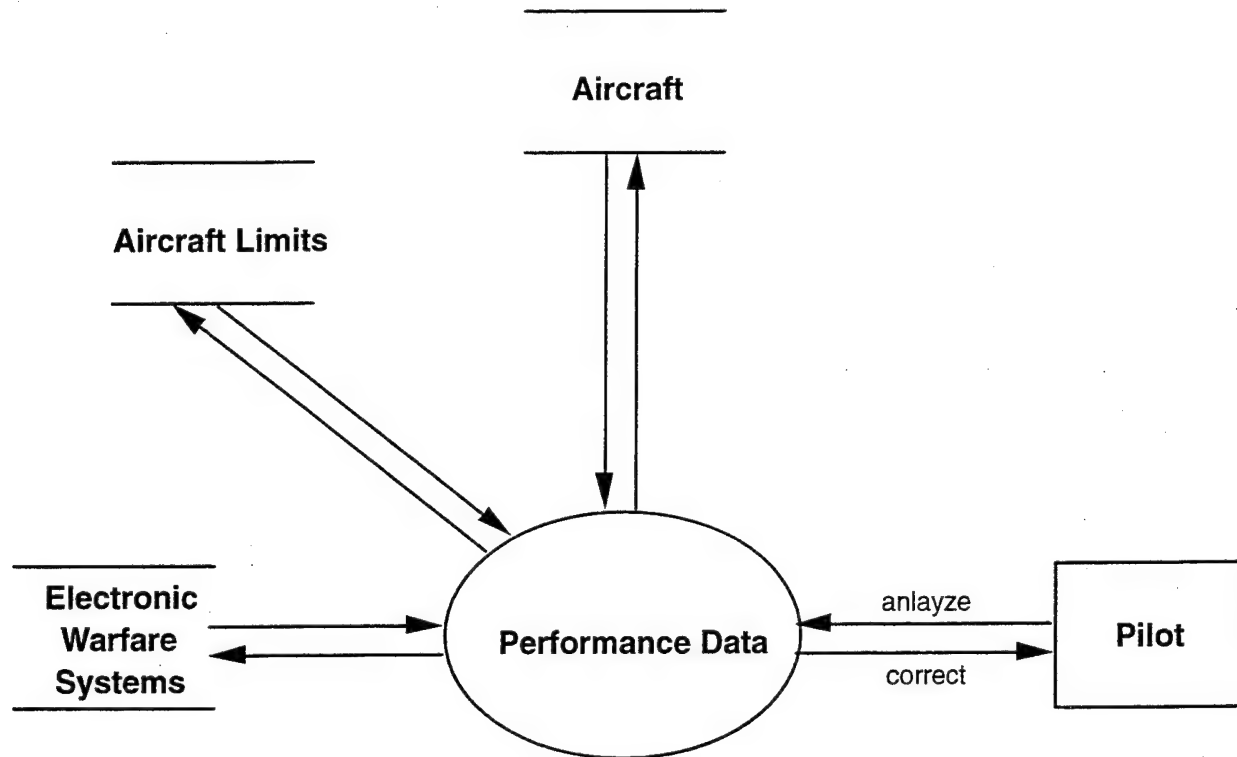 Aircraft
Aircraft Limits
Electronic
Warfare
Systems
Performance Data
anlayze
correct
Pilot